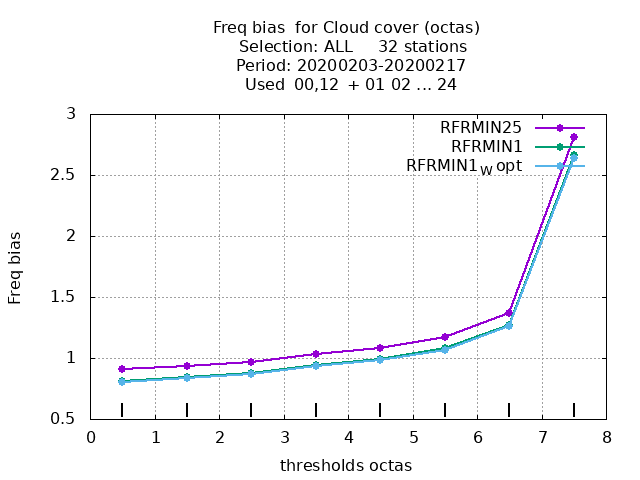 Freq bias  for Cloud cover (octas)
Selection: ALL     32 stations
Period: 20200203-20200217
Used  00,12  + 01 02 ... 24
3
2.5
2
1.5
1
0.5
Freq bias
RFRMIN25
RFRMIN1
RFRMIN1W opt
0 1 2 3 4 5 6 7 8
thresholds octas